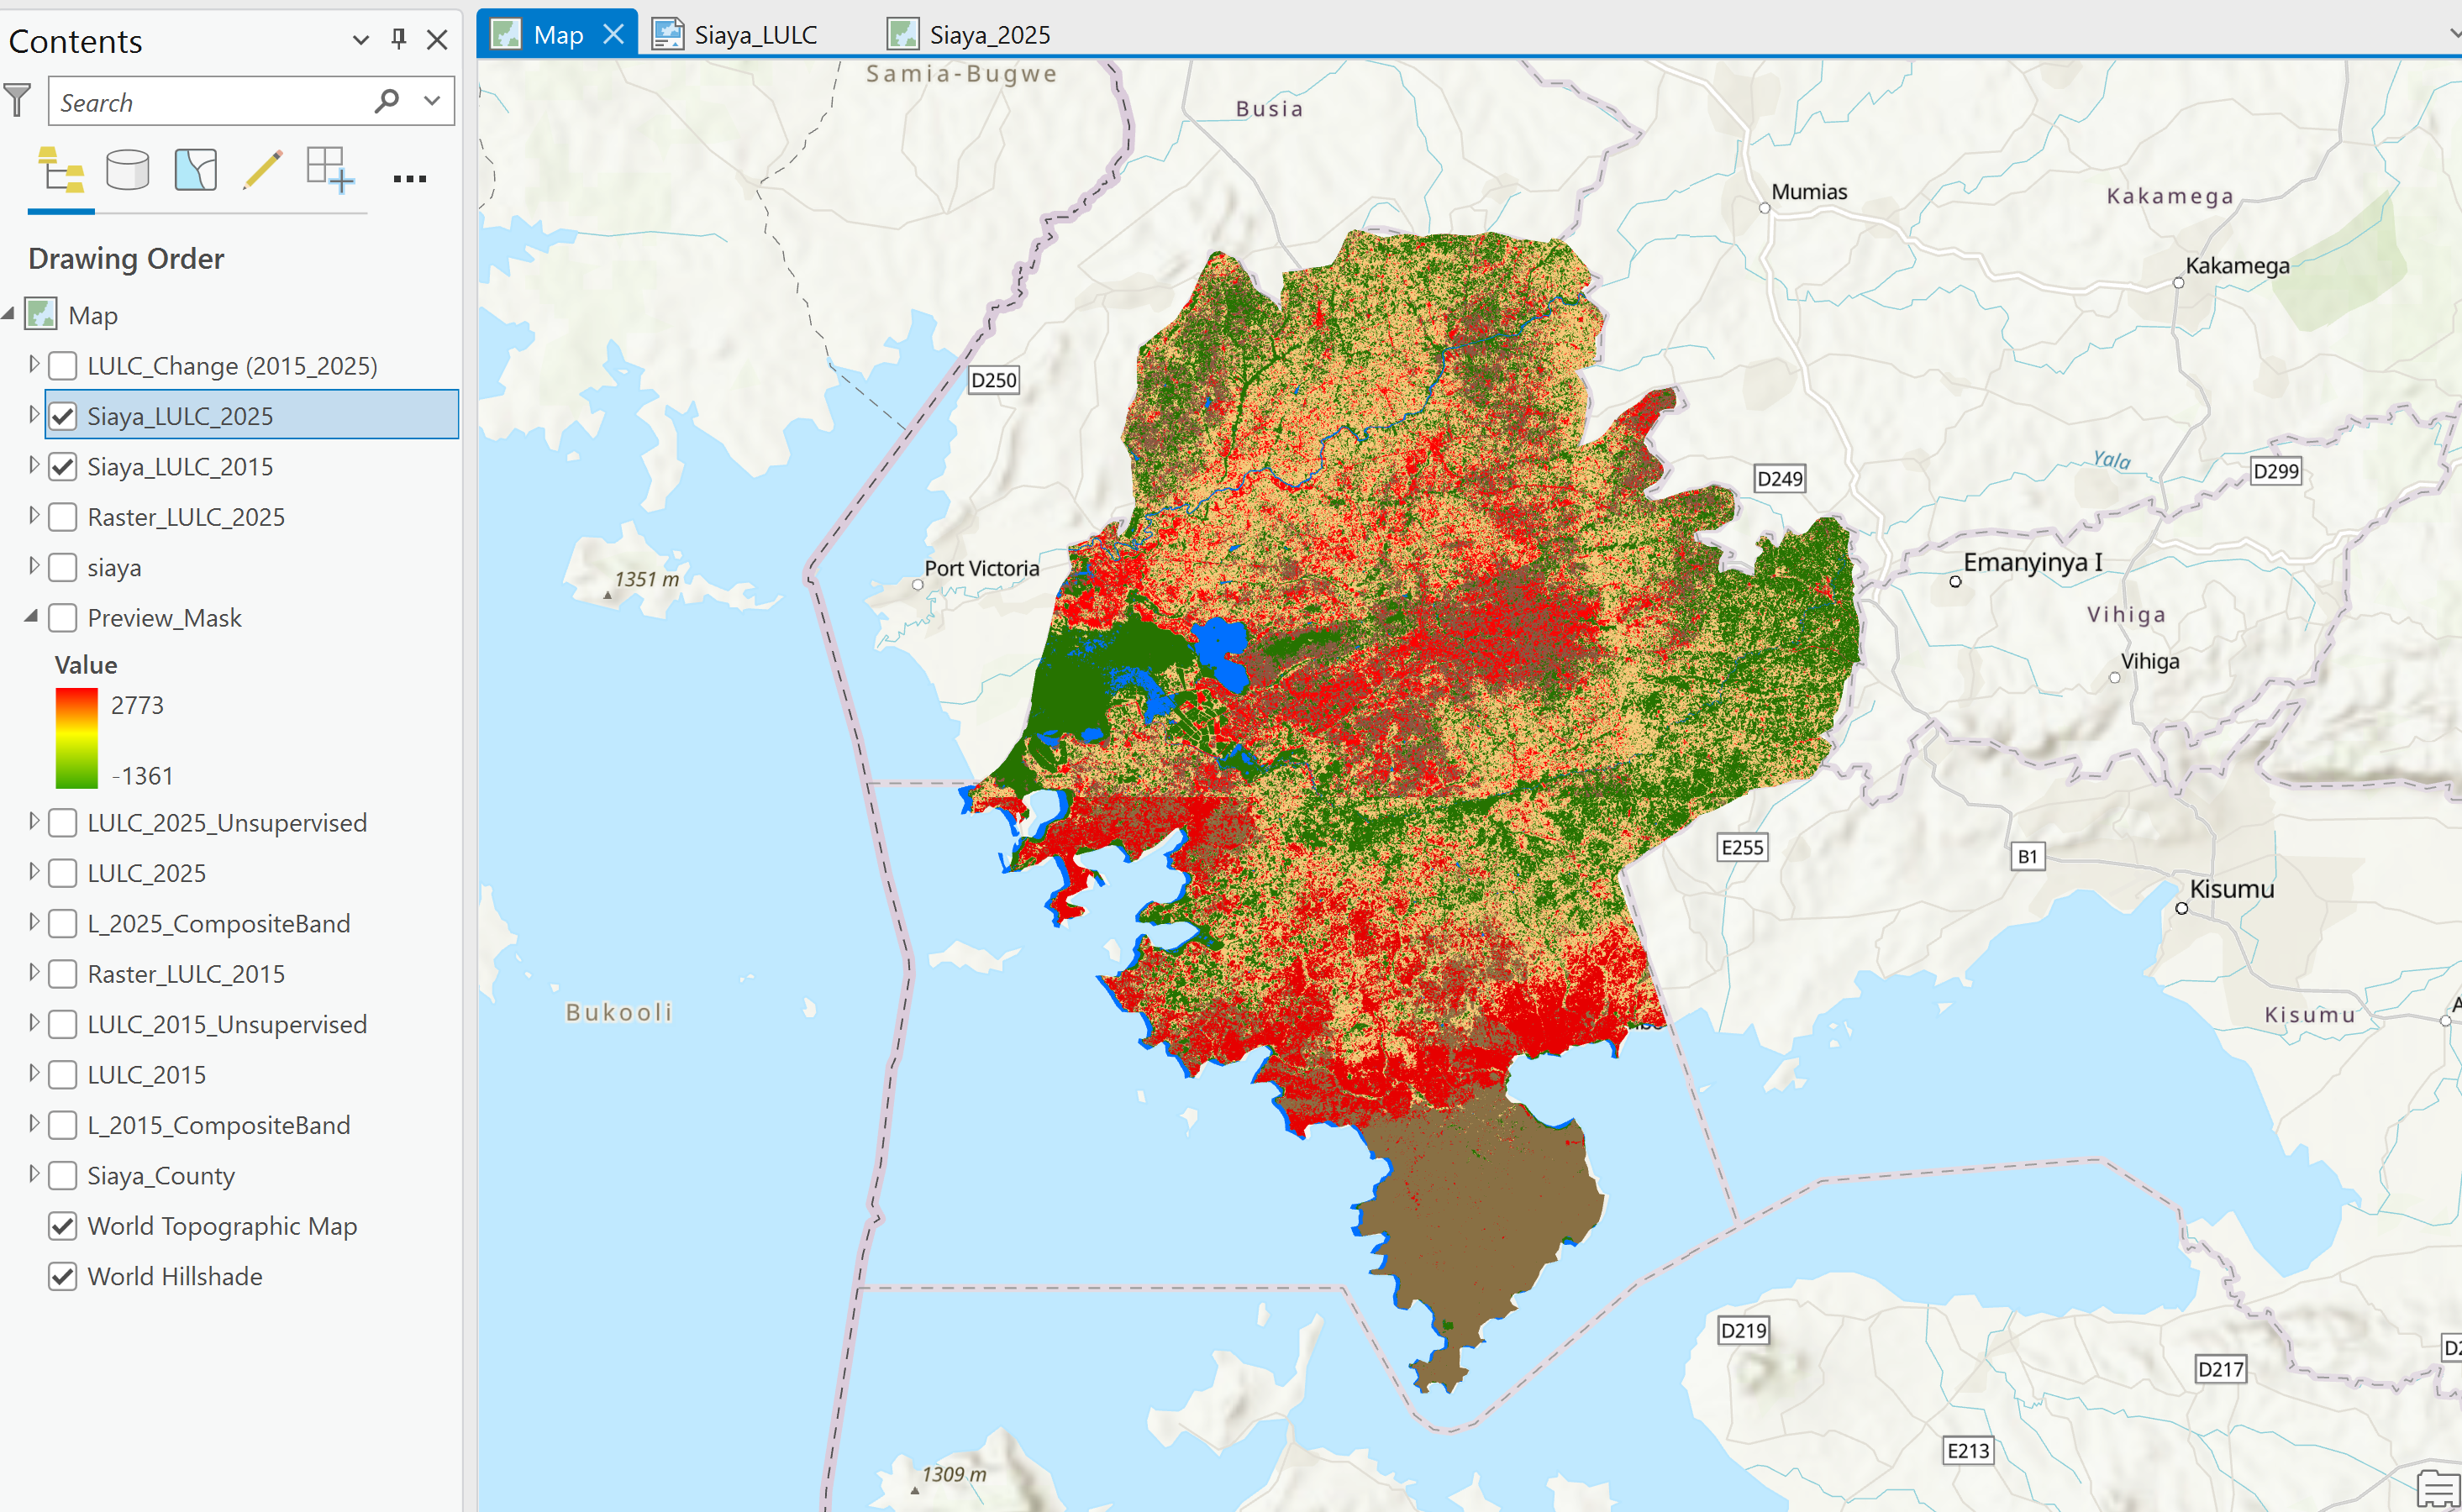 Contents
Search
Drawing Order
Map
LULC_Change (2015_2025)
Siaya_LULC_2025
Siaya_LULC_2015
Raster_LULC_2025
siaya
Preview_Mask
Value
2773
-1361
LULC_2025_Unsupervised
LULC_2025
L_2025_CompositeBand
Raster_LULC_2015
LULC_2015_Unsupervised
LULC_2015
L_2015_CompositeBand
Siaya_County
World Topographic Map
World Hillshade
Map
Siaya_LULC
Siaya_2025
Samia-Bugwe
Busia
Mumias
Kakamega
Kakamega
D250
Yala
D299
D249
Port Victoria
1351 m
Emanyinya I
Vihiga
Vihiga
E255
B1
Kisumu
Bukooli
Kisumu
D219
D217
E213
1309 m